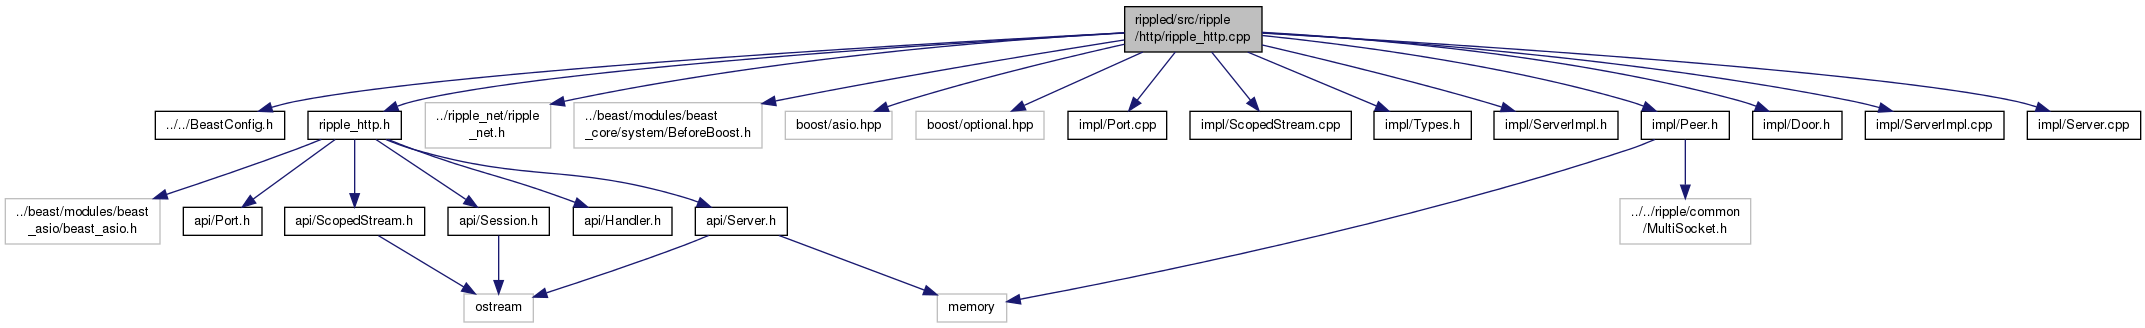 rippled/src/ripple
/http/ripple_http.cpp
../../BeastConfig.h
ripple_http.h
../ripple_net/ripple
_net.h
../beast/modules/beast
_core/system/BeforeBoost.h
boost/asio.hpp
boost/optional.hpp
impl/Port.cpp
impl/ScopedStream.cpp
impl/Types.h
impl/ServerImpl.h
impl/Peer.h
impl/Door.h
impl/ServerImpl.cpp
impl/Server.cpp
../beast/modules/beast
_asio/beast_asio.h
api/Port.h
api/ScopedStream.h
api/Session.h
api/Handler.h
api/Server.h
../../ripple/common
/MultiSocket.h
ostream
memory